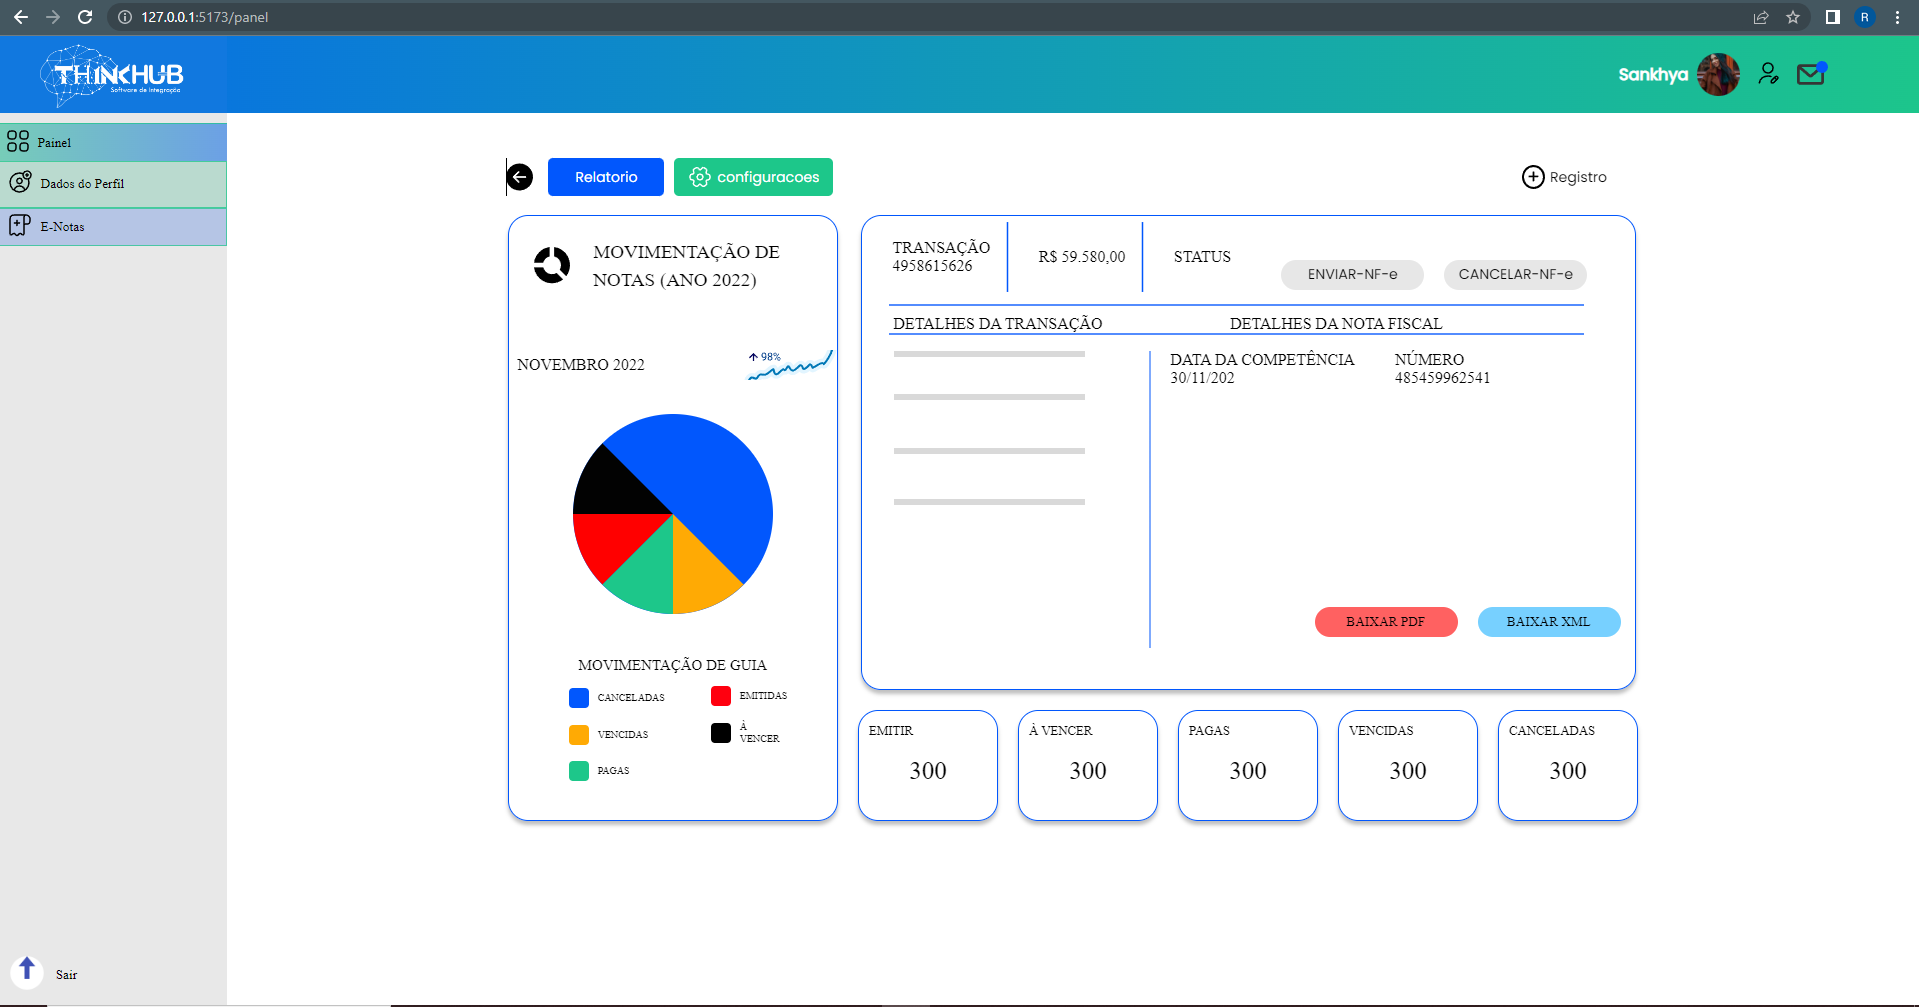 127.0.0.1:5173/panel
R
THINKHUB
Software de Integração
Sankhya
Painel
Dados do Perfil
E-Notas
Sair
Relatorio
configuracoes
Registro
MOVIMENTAÇÃO DE
NOTAS (ANO 2022)
NOVEMBRO 2022
98%
MOVIMENTAÇÃO DE GUIA
CANCELADAS
EMITIDAS
VENCIDAS
À
VENCER
PAGAS
TRANSAÇÃO
4958615626
R$ 59.580,00
STATUS
ENVIAR-NF-e
CANCELAR-NF-e
DETALHES DA TRANSAÇÃO
DETALHES DA NOTA FISCAL
DATA DA COMPETÊNCIA
30/11/202
NÚMERO
485459962541
BAIXAR PDF
BAIXAR XML
EMITIR
300
À VENCER
300
PAGAS
300
VENCIDAS
300
CANCELADAS
300